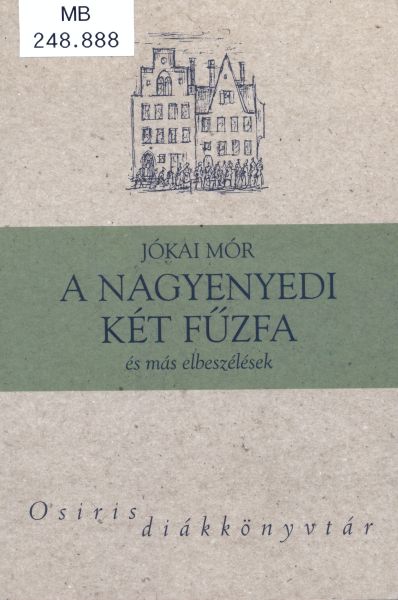 MB
248.888
JÓKAI MÓR
A NAGYENYEDI
KÉT FŰZFA
és más elbeszélések
Osiris
diákkönyvtár